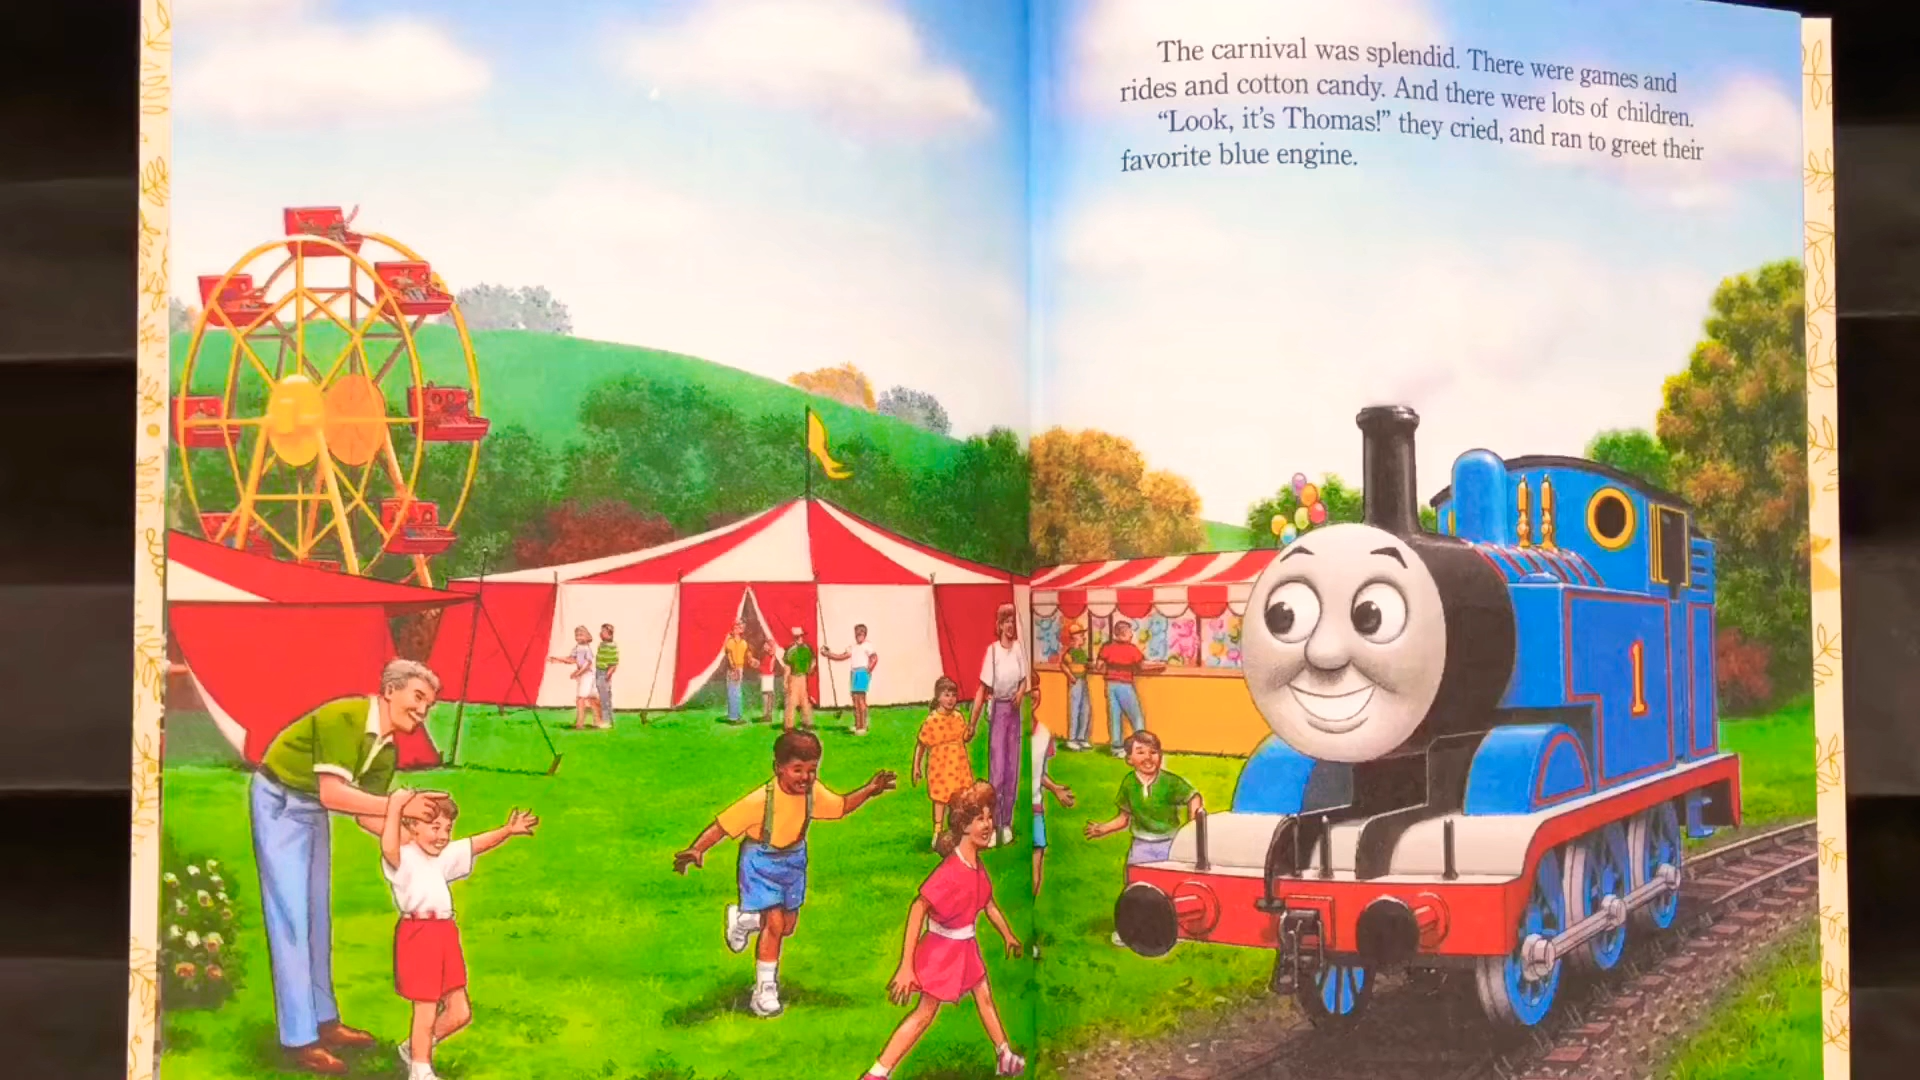 The carnival was splendid. There were games and
rides and cotton candy. And there were lots of children.
“Look, it’s Thomas!” they cried, and ran to greet their
favorite blue engine.
1